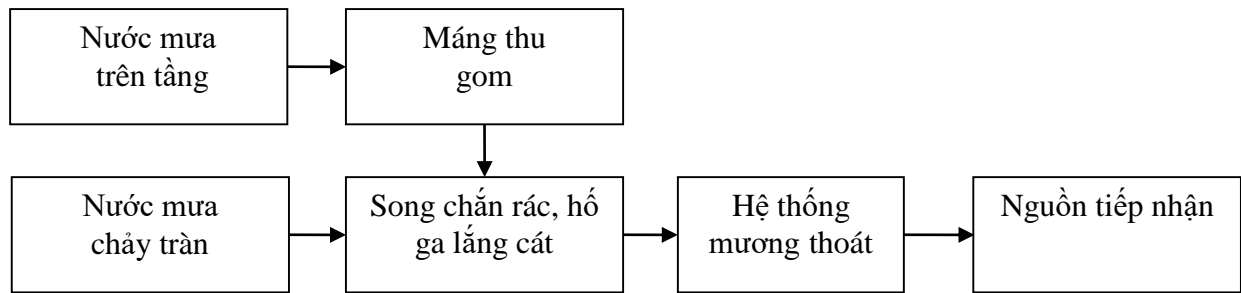 Nước mưa
trên tầng
Máng thu
gom
Nước mưa
chảy tràn
Song chắn rác, hố
ga lắng cát
Hệ thống
mương thoát
Nguồn tiếp nhận